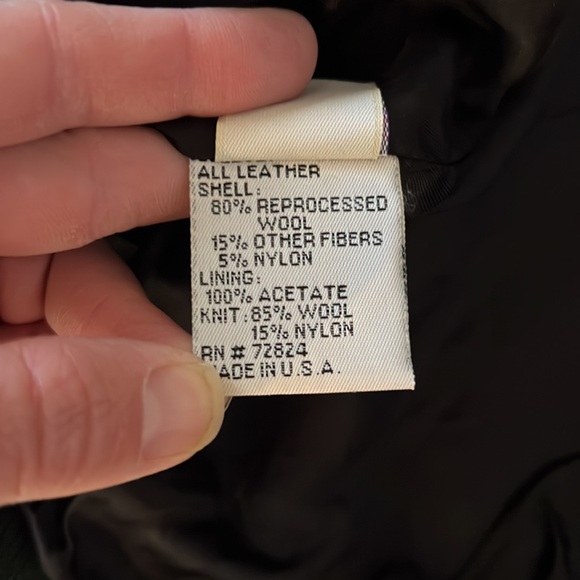 ALL LEATHER
SHELL:
80% REPROCESSED
WOOL
15% OTHER FIBERS
5% NYLON
LINING:
100% ACETATE
KNIT: 85% WOOL
15% NYLON
RN # 72824
MADE IN U.S.A.